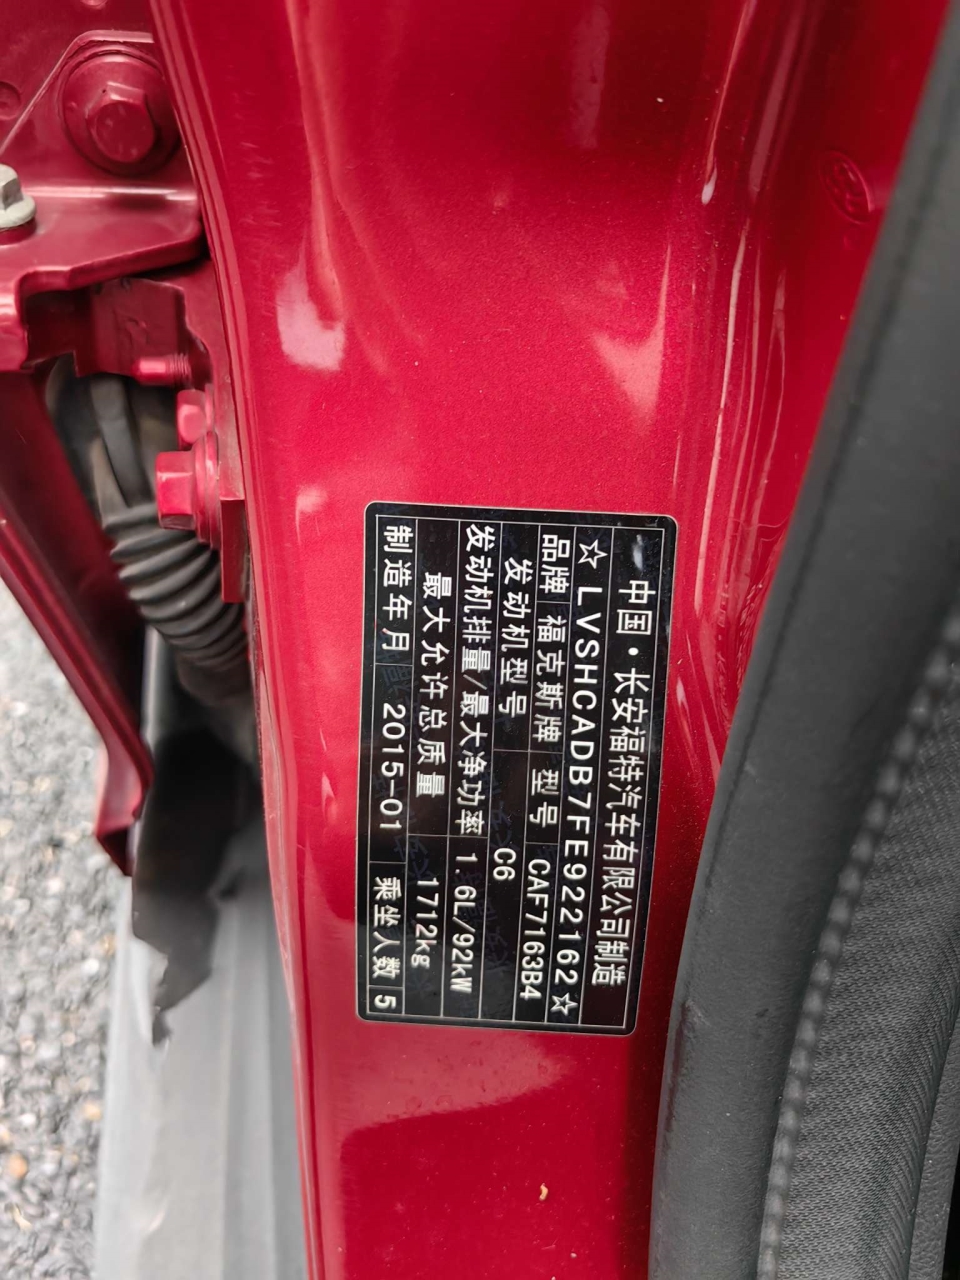 中国·长安福特汽车有限公司制造
☆LVSHCADB7FE922162☆
品牌 福克斯牌 型号 CAF7163B4
发动机型号 C6
发动机排量/最大净功率 1.6L/92kW
最大允许总质量 1712kg
制造年月 2015-01 乘坐人数 5